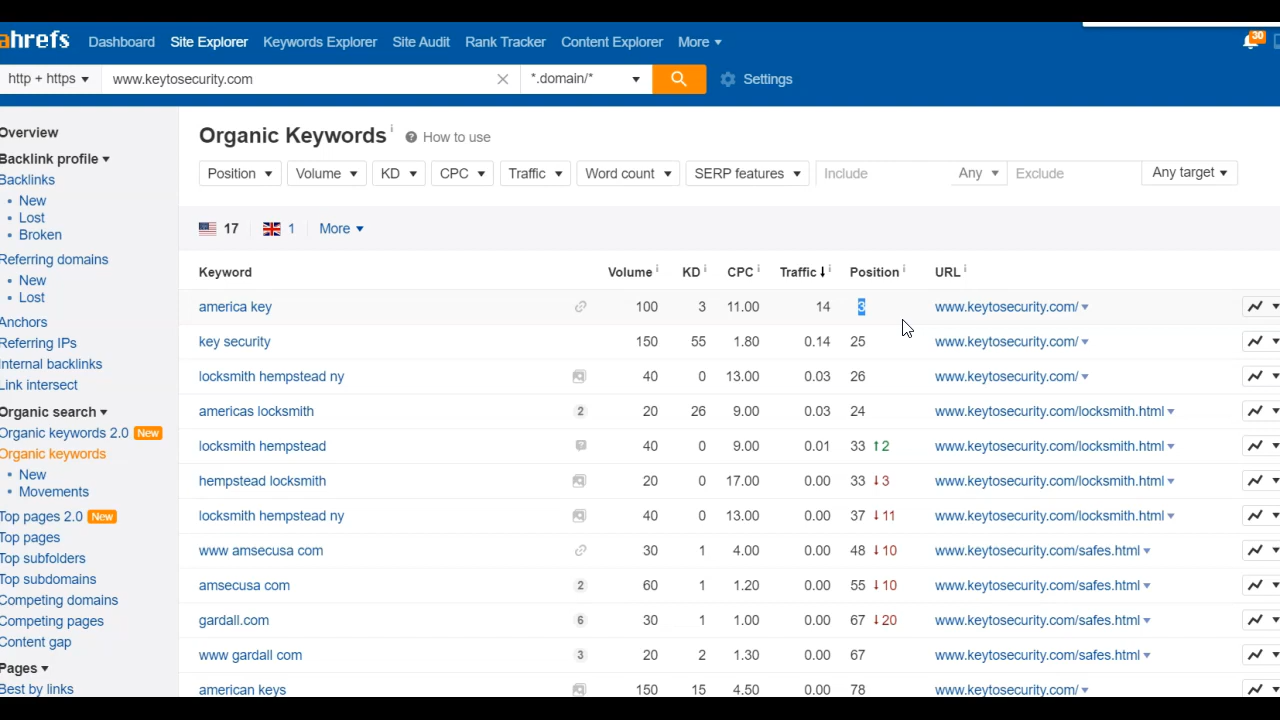 ahrefs Dashboard Site Explorer Keywords Explorer Site Audit Rank Tracker Content Explorer More 30
http + https www.keytosecurity.com *.domain/* Settings
Overview
Backlink profile
Backlinks
New
Lost
Broken
Referring domains
New
Lost
Anchors
Referring IPs
Internal backlinks
Link intersect
Organic search
Organic keywords 2.0 New
Organic keywords
New
Movements
Top pages 2.0 New
Top pages
Top subfolders
Top subdomains
Competing domains
Competing pages
Content gap
Pages
Best by links
Organic Keywords i ? How to use
Position Volume KD CPC Traffic Word count SERP features Include Any Exclude Any target
17 1 More
Keyword Volume i KD i CPC i Traffic i Position i URL i
america key 100 3 11.00 14 3 www.keytosecurity.com/
key security 150 55 1.80 0.14 25 www.keytosecurity.com/
locksmith hempstead ny 40 0 13.00 0.03 26 www.keytosecurity.com/
americas locksmith 2 20 26 9.00 0.03 24 www.keytosecurity.com/locksmith.html
locksmith hempstead 40 0 9.00 0.01 33 ↑2 www.keytosecurity.com/locksmith.html
hempstead locksmith 20 0 17.00 0.00 33 ↓3 www.keytosecurity.com/locksmith.html
locksmith hempstead ny 40 0 13.00 0.00 37 ↓11 www.keytosecurity.com/locksmith.html
www amsecusa com 30 1 4.00 0.00 48 ↓10 www.keytosecurity.com/safes.html
amsecusa com 2 60 1 1.20 0.00 55 ↓10 www.keytosecurity.com/safes.html
gardall.com 6 30 1 1.00 0.00 67 ↓20 www.keytosecurity.com/safes.html
www gardall com 3 20 2 1.30 0.00 67 www.keytosecurity.com/safes.html
american keys 150 15 4.50 0.00 78 www.keytosecurity.com/